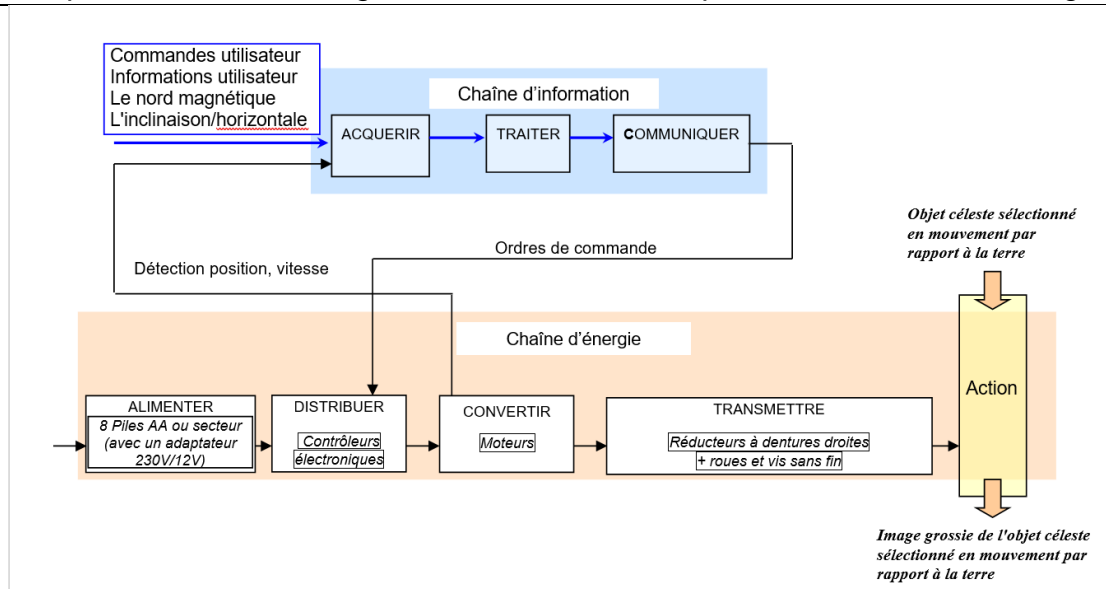 Commandes utilisateur
Informations utilisateur
Le nord magnétique
L'inclinaison/horizontale
Chaîne d'information
ACQUERIR
TRAITER
COMMUNIQUER
Objet céleste sélectionné
en mouvement par
rapport à la terre
Ordres de commande
Détection position, vitesse
Chaîne d'énergie
Action
ALIMENTER
8 Piles AA ou secteur
(avec un adaptateur
230V/12V)
DISTRIBUER
Contrôleurs
électroniques
CONVERTIR
Moteurs
TRANSMETTRE
Réducteurs à dentures droites
+ roues et vis sans fin
Image grossie de l'objet céleste
sélectionné en mouvement par
rapport à la terre